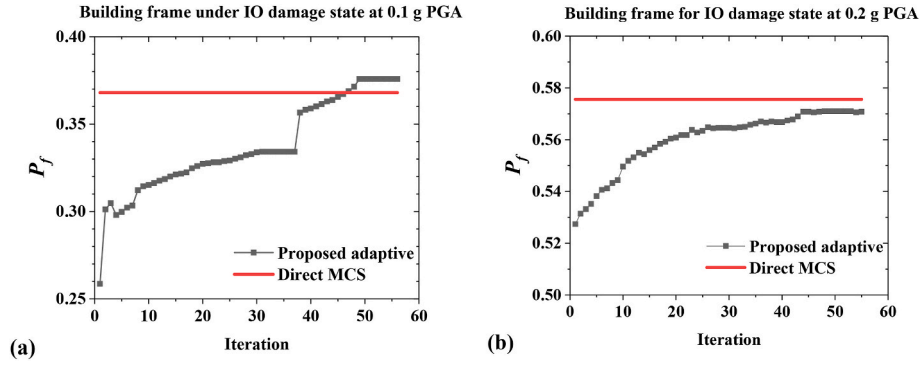 Building frame under IO damage state at 0.1 g PGA
0.40
0.35
0.30
0.25
P_f
0
10
20
30
40
50
60
Iteration
Proposed adaptive
Direct MCS
(a)
Building frame for IO damage state at 0.2 g PGA
0.60
0.58
0.56
0.54
0.52
0.50
P_f
0
10
20
30
40
50
60
Iteration
Proposed adaptive
Direct MCS
(b)